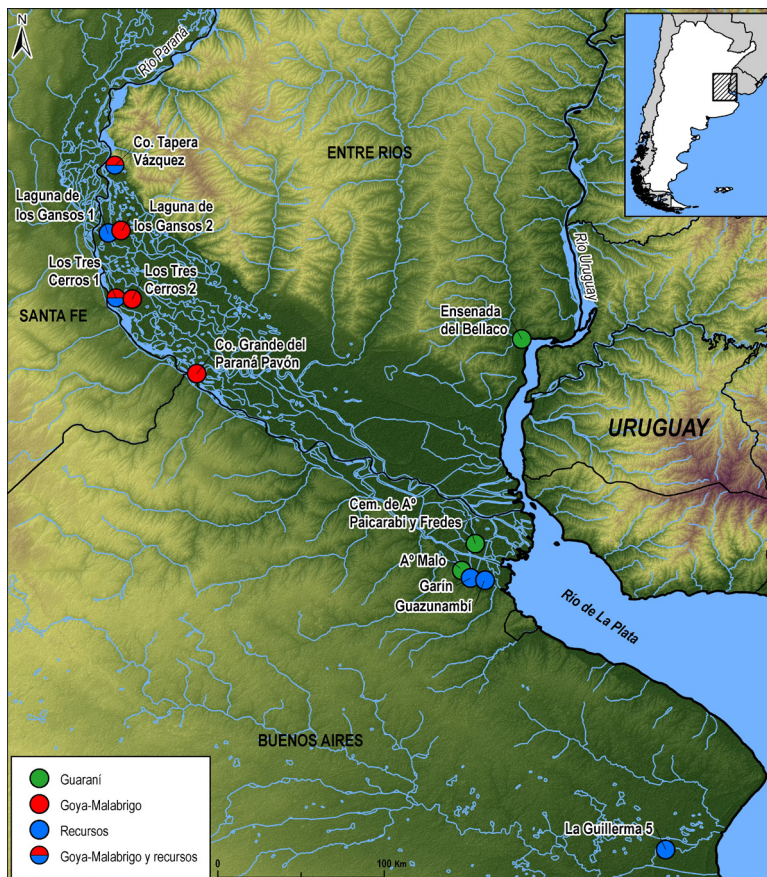 N
Río Paraná
Co. Tapera
Vázquez
ENTRE RIOS
Laguna de
los Gansos 1
Laguna de
los Gansos 2
Los Tres
Cerros 1
Los Tres
Cerros 2
SANTA FE
Río Uruguay
Ensenada
del Bellaco
Co. Grande del
Paraná Pavón
URUGUAY
Cem. de Aº
Paicarabi y Fredes
Aº Malo
Garín
Guazunambí
Río de La Plata
BUENOS AIRES
La Guillerma 5
Guaraní
Goya-Malabrigo
Recursos
Goya-Malabrigo y recursos
0
100 Km